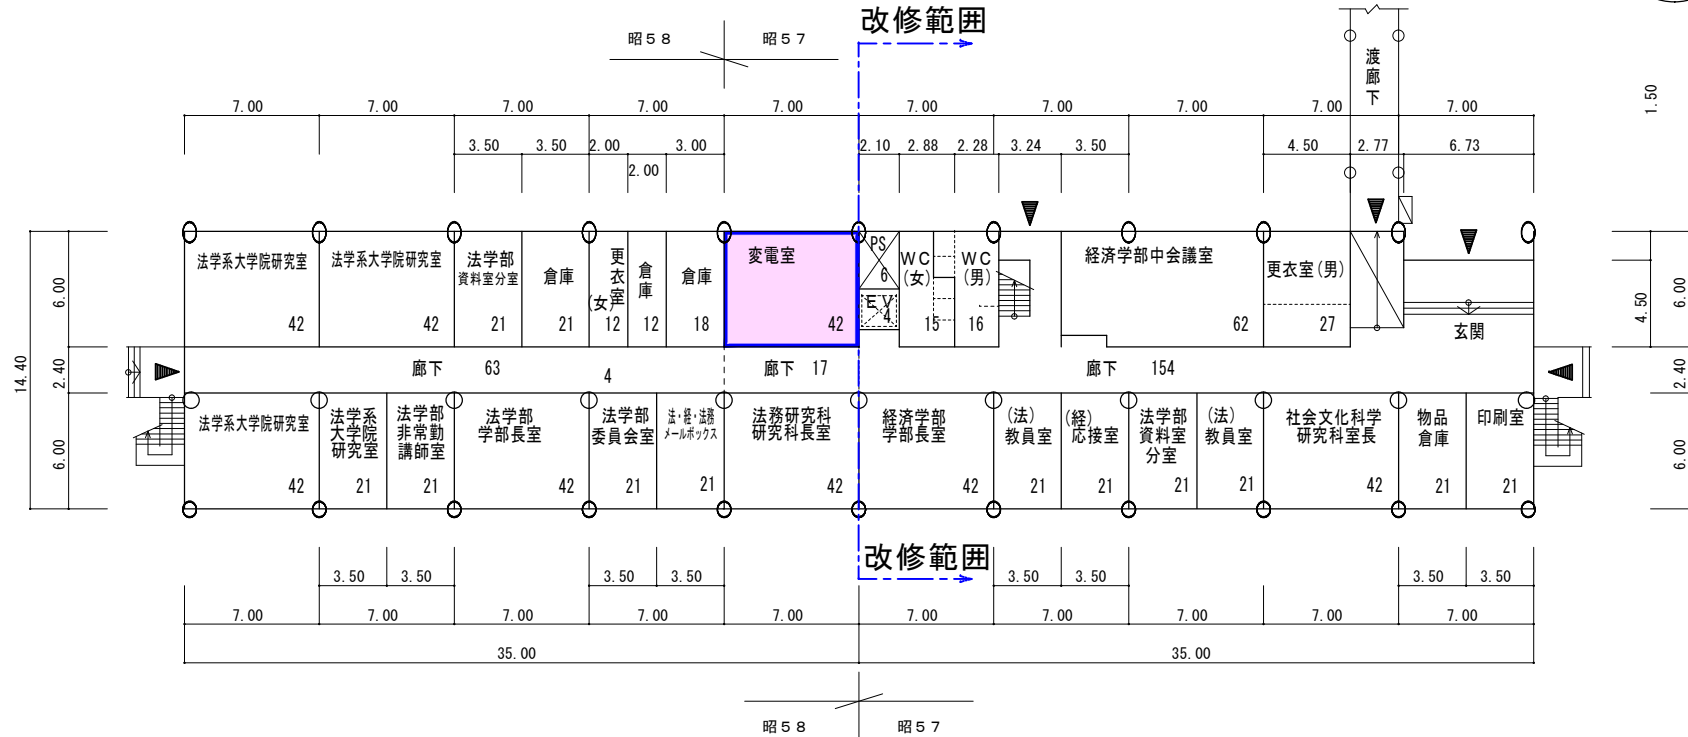 改修範囲
昭５８ 昭５７
渡廊下
1.50
7.00 7.00 7.00 7.00 7.00 7.00 7.00 7.00 7.00 7.00
3.50 3.50 2.00 3.00 2.10 2.88 2.28 3.24 3.50 4.50 2.77 6.73
2.00
法学系大学院研究室
42
法学系大学院研究室
42
法学部
資料室分室
21
倉庫
21
更衣室
(女)
12
倉庫
12
倉庫
18
変電室
42
PS
6
ＥＶ
4
ＷＣ
(女)
15
ＷＣ
(男)
16
経済学部中会議室
62
更衣室(男)
27
玄関
6.00
2.40
6.00
14.40
4.50
6.00
2.40
6.00
廊下 63
4
廊下 17
廊下 154
法学系大学院研究室
42
法学系
大学院
研究室
21
法学部
非常勤
講師室
21
法学部
学部長室
42
法学部
委員会室
21
法・経・法務
メールボックス
21
法務研究科
研究科長室
42
経済学部
学部長室
42
(法)
教員室
21
(経)
応接室
21
法学部
資料室
分室
21
(法)
教員室
21
社会文化科学
研究科室長
42
物品
倉庫
21
印刷室
21
改修範囲
3.50 3.50 3.50 3.50 3.50 3.50 3.50 3.50
7.00 7.00 7.00 7.00 7.00 7.00 7.00 7.00 7.00 7.00
35.00 35.00
昭５８ 昭５７